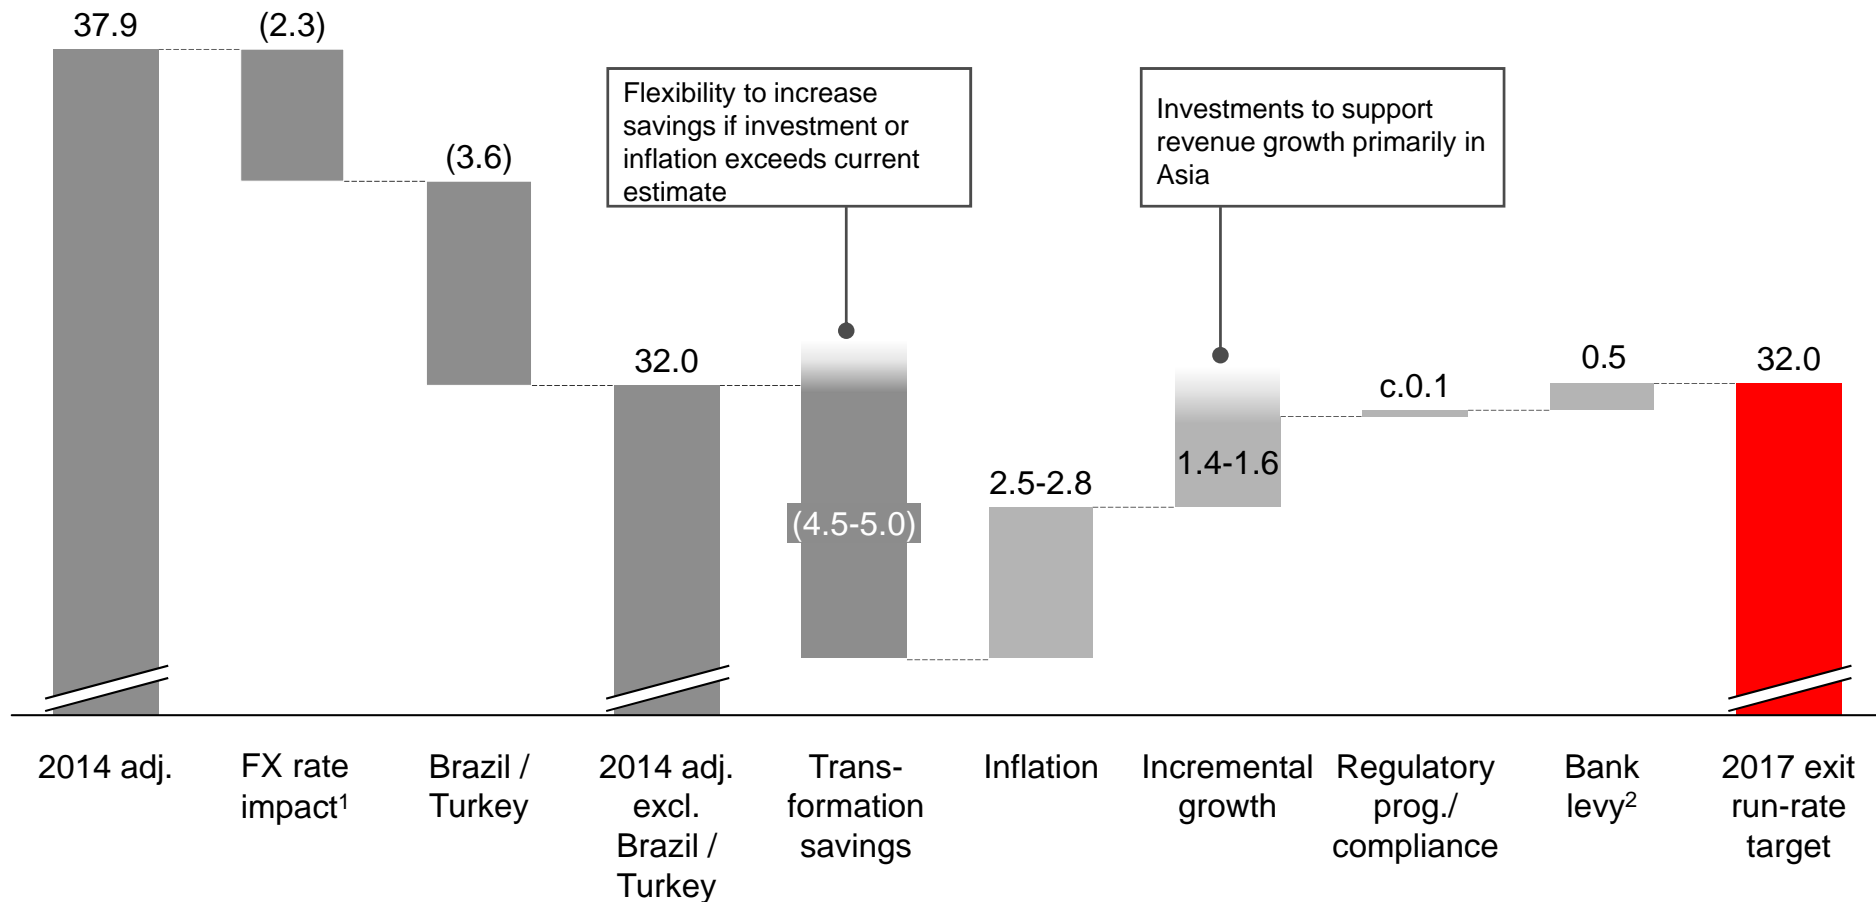 37.9
(2.3)
(3.6)
Flexibility to increase
savings if investment or
inflation exceeds current
estimate
Investments to support
revenue growth primarily in
Asia
32.0
(4.5-5.0)
2.5-2.8
1.4-1.6
c.0.1
0.5
32.0
2014 adj.
FX rate
impact¹
Brazil /
Turkey
2014 adj.
excl.
Brazil /
Turkey
Trans-
formation
savings
Inflation
Incremental
growth
Regulatory
prog./
compliance
Bank
levy²
2017 exit
run-rate
target